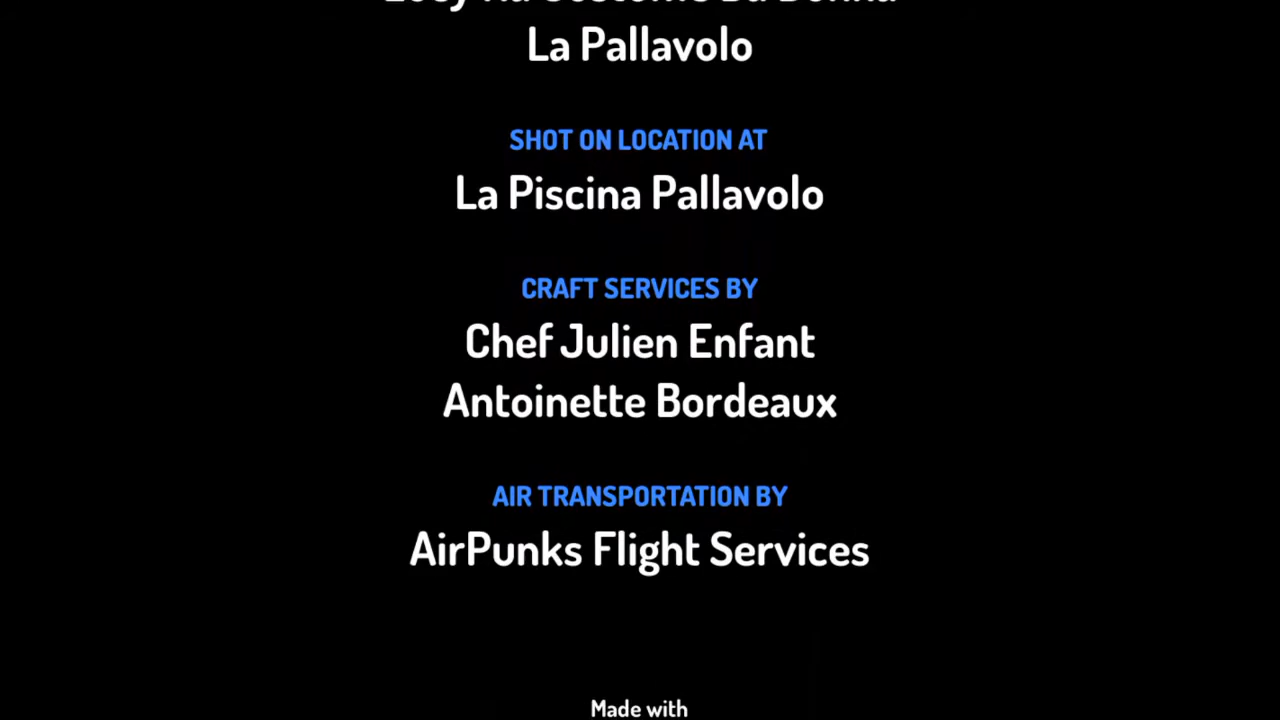 La Pallavolo
SHOT ON LOCATION AT
La Piscina Pallavolo
CRAFT SERVICES BY
Chef Julien Enfant
Antoinette Bordeaux
AIR TRANSPORTATION BY
AirPunks Flight Services
Made with